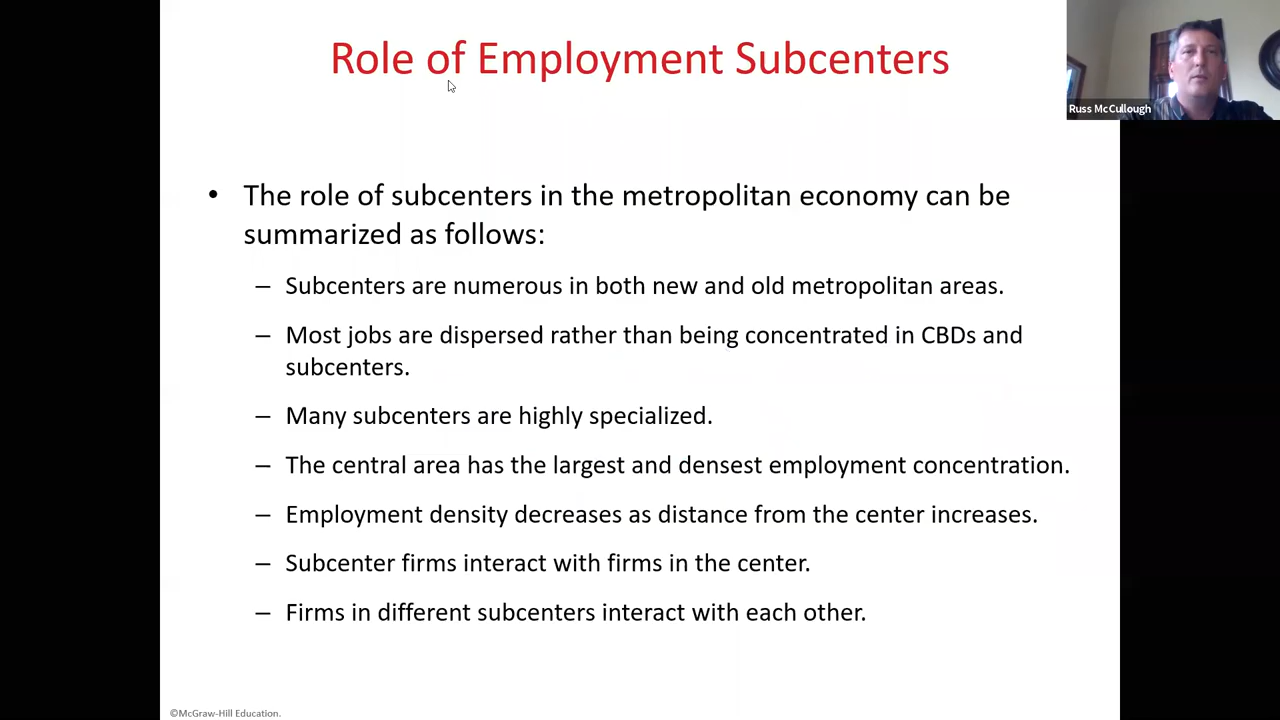 Role of Employment Subcenters
Russ McCullough
• The role of subcenters in the metropolitan economy can be
summarized as follows:
– Subcenters are numerous in both new and old metropolitan areas.
– Most jobs are dispersed rather than being concentrated in CBDs and
subcenters.
– Many subcenters are highly specialized.
– The central area has the largest and densest employment concentration.
– Employment density decreases as distance from the center increases.
– Subcenter firms interact with firms in the center.
– Firms in different subcenters interact with each other.
©McGraw-Hill Education.